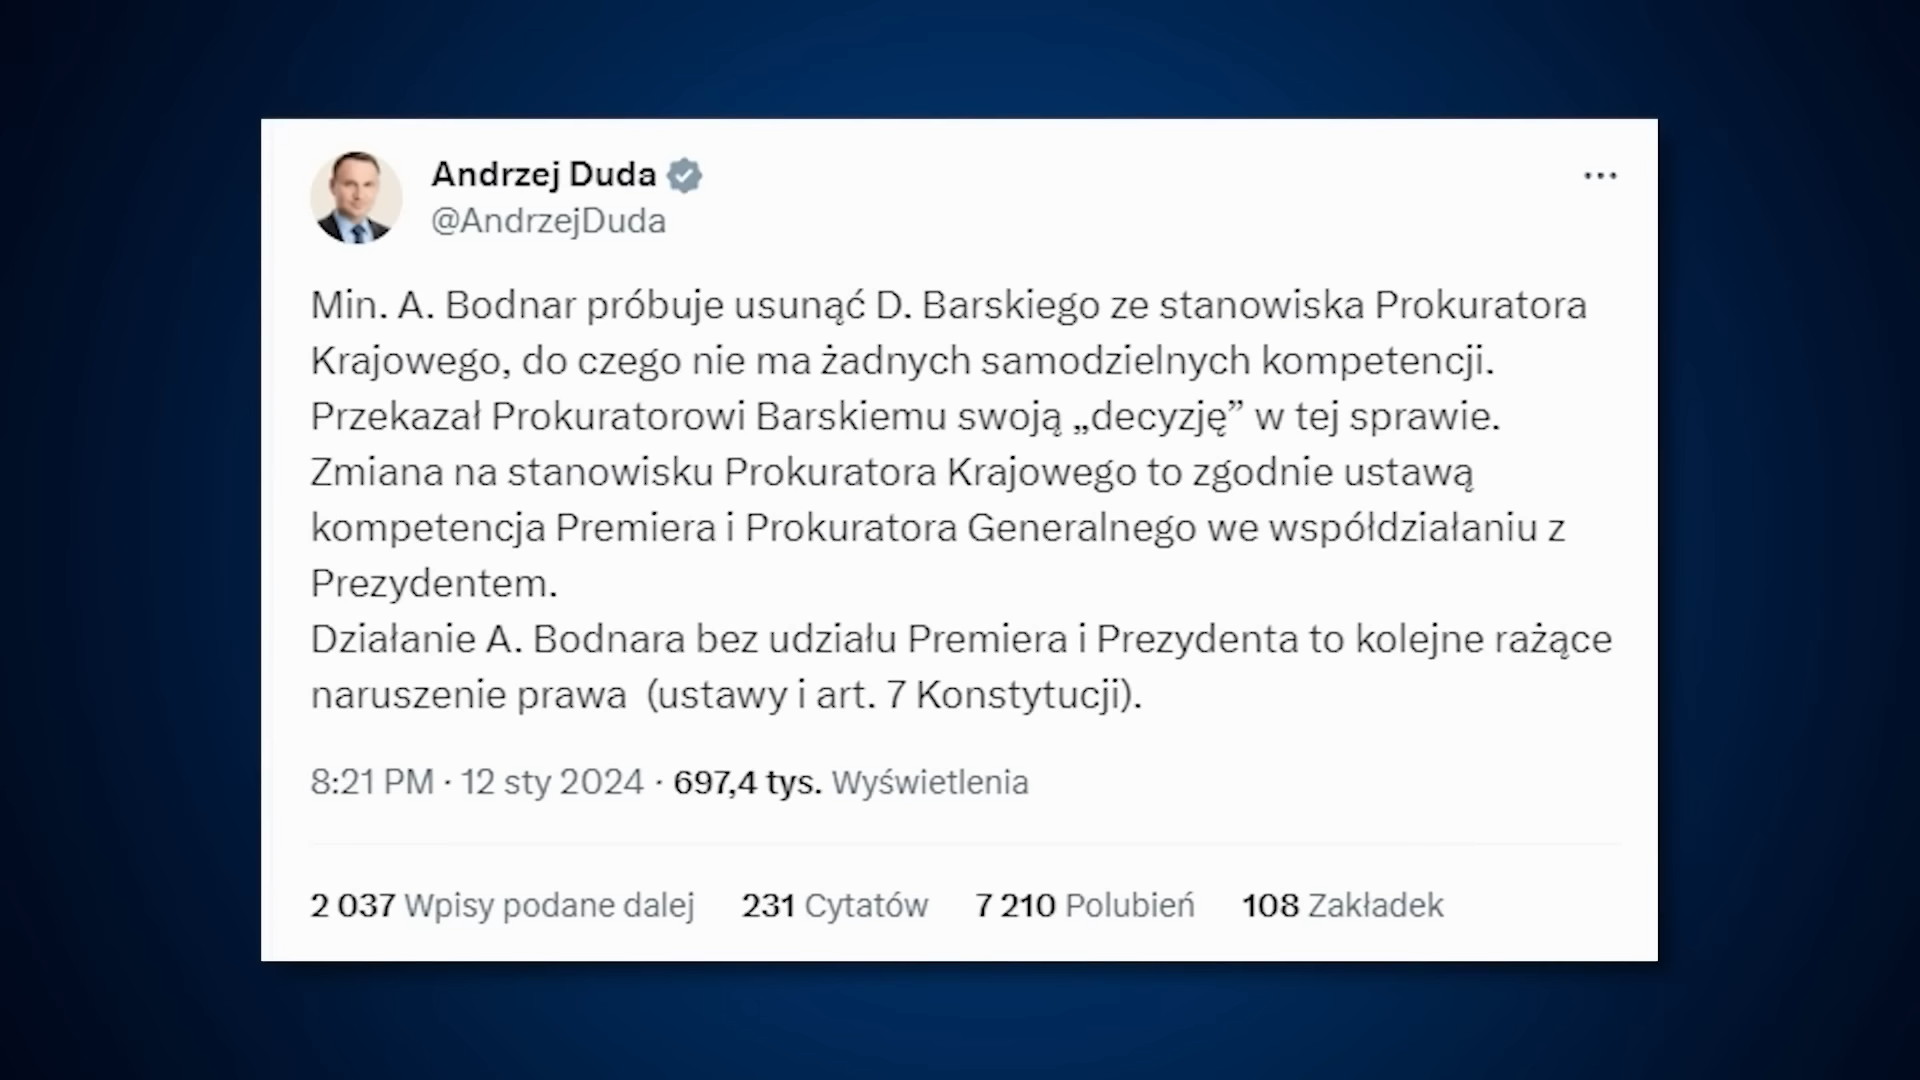 Andrzej Duda
@AndrzejDuda
Min. A. Bodnar próbuje usunąć D. Barskiego ze stanowiska Prokuratora
Krajowego, do czego nie ma żadnych samodzielnych kompetencji.
Przekazał Prokuratorowi Barskiemu swoją „decyzję” w tej sprawie.
Zmiana na stanowisku Prokuratora Krajowego to zgodnie ustawą
kompetencja Premiera i Prokuratora Generalnego we współdziałaniu z
Prezydentem.
Działanie A. Bodnara bez udziału Premiera i Prezydenta to kolejne rażące
naruszenie prawa  (ustawy i art. 7 Konstytucji).
8:21 PM · 12 sty 2024 · 697,4 tys. Wyświetlenia
2 037 Wpisy podane dalej 231 Cytatów 7 210 Polubień 108 Zakładek